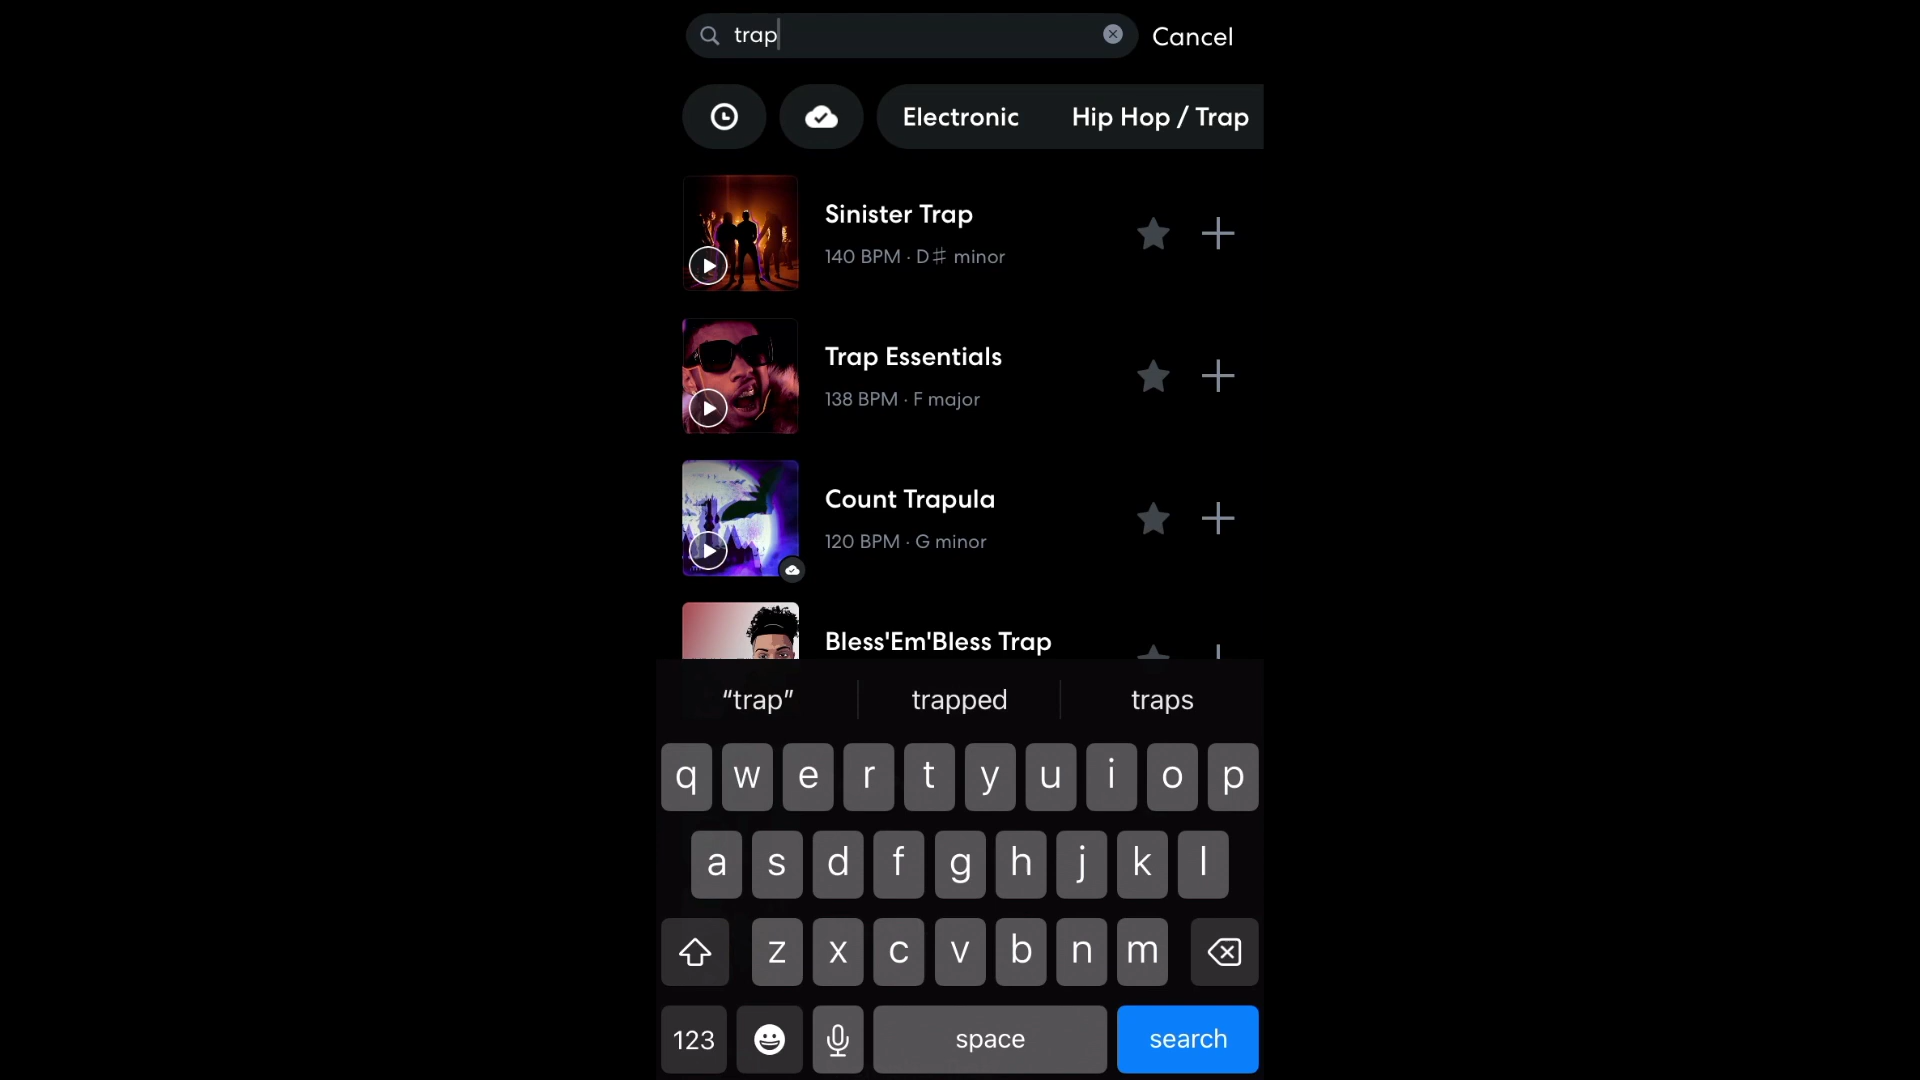 trap
Cancel
Electronic
Hip Hop / Trap
Sinister Trap
140 BPM · D♯ minor
Trap Essentials
138 BPM · F major
Count Trapula
120 BPM · G minor
Bless'Em'Bless Trap
“trap”
trapped
traps
q w e r t y u i o p
a s d f g h j k l
z x c v b n m
123
space
search